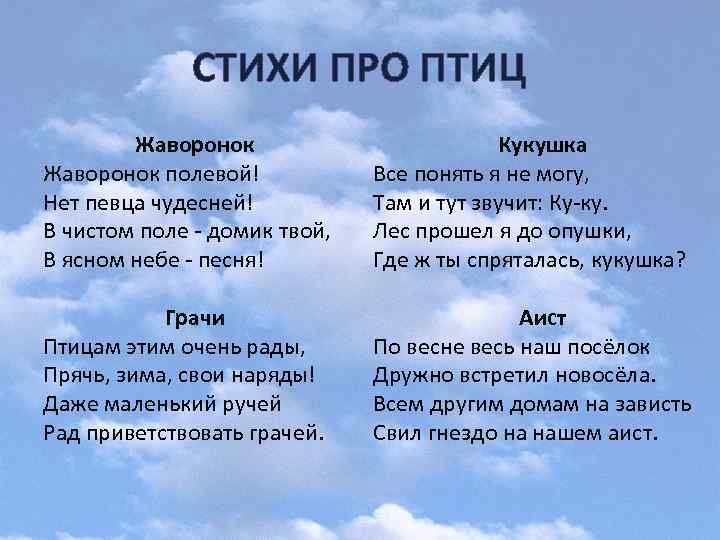 СТИХИ ПРО ПТИЦ
Жаворонок
Жаворонок полевой!
Нет певца чудесней!
В чистом поле - домик твой,
В ясном небе - песня!
Кукушка
Все понять я не могу,
Там и тут звучит: Ку-ку.
Лес прошел я до опушки,
Где ж ты спряталась, кукушка?
Грачи
Птицам этим очень рады,
Прячь, зима, свои наряды!
Даже маленький ручей
Рад приветствовать грачей.
Аист
По весне весь наш посёлок
Дружно встретил новосёла.
Всем другим домам на зависть
Свил гнездо на нашем аист.